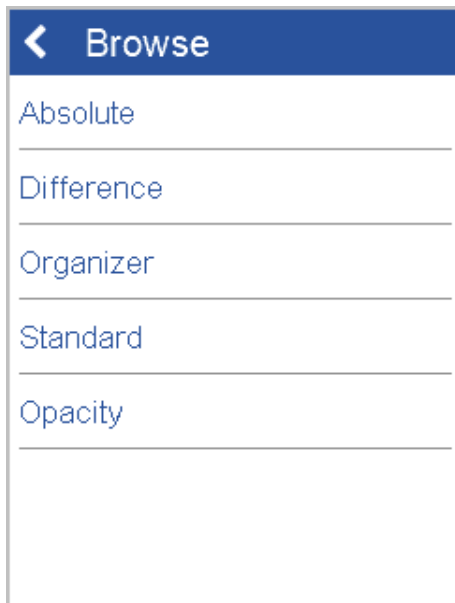 Browse
Absolute
Difference
Organizer
Standard
Opacity